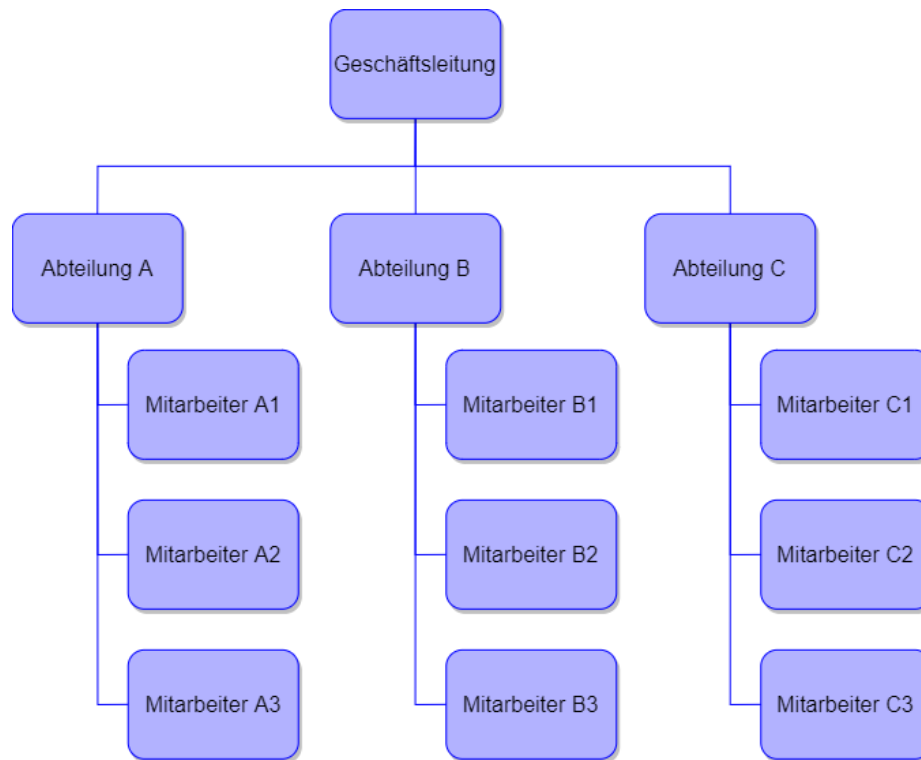 Geschäftsleitung
Abteilung A
Abteilung B
Abteilung C
Mitarbeiter A1
Mitarbeiter B1
Mitarbeiter C1
Mitarbeiter A2
Mitarbeiter B2
Mitarbeiter C2
Mitarbeiter A3
Mitarbeiter B3
Mitarbeiter C3